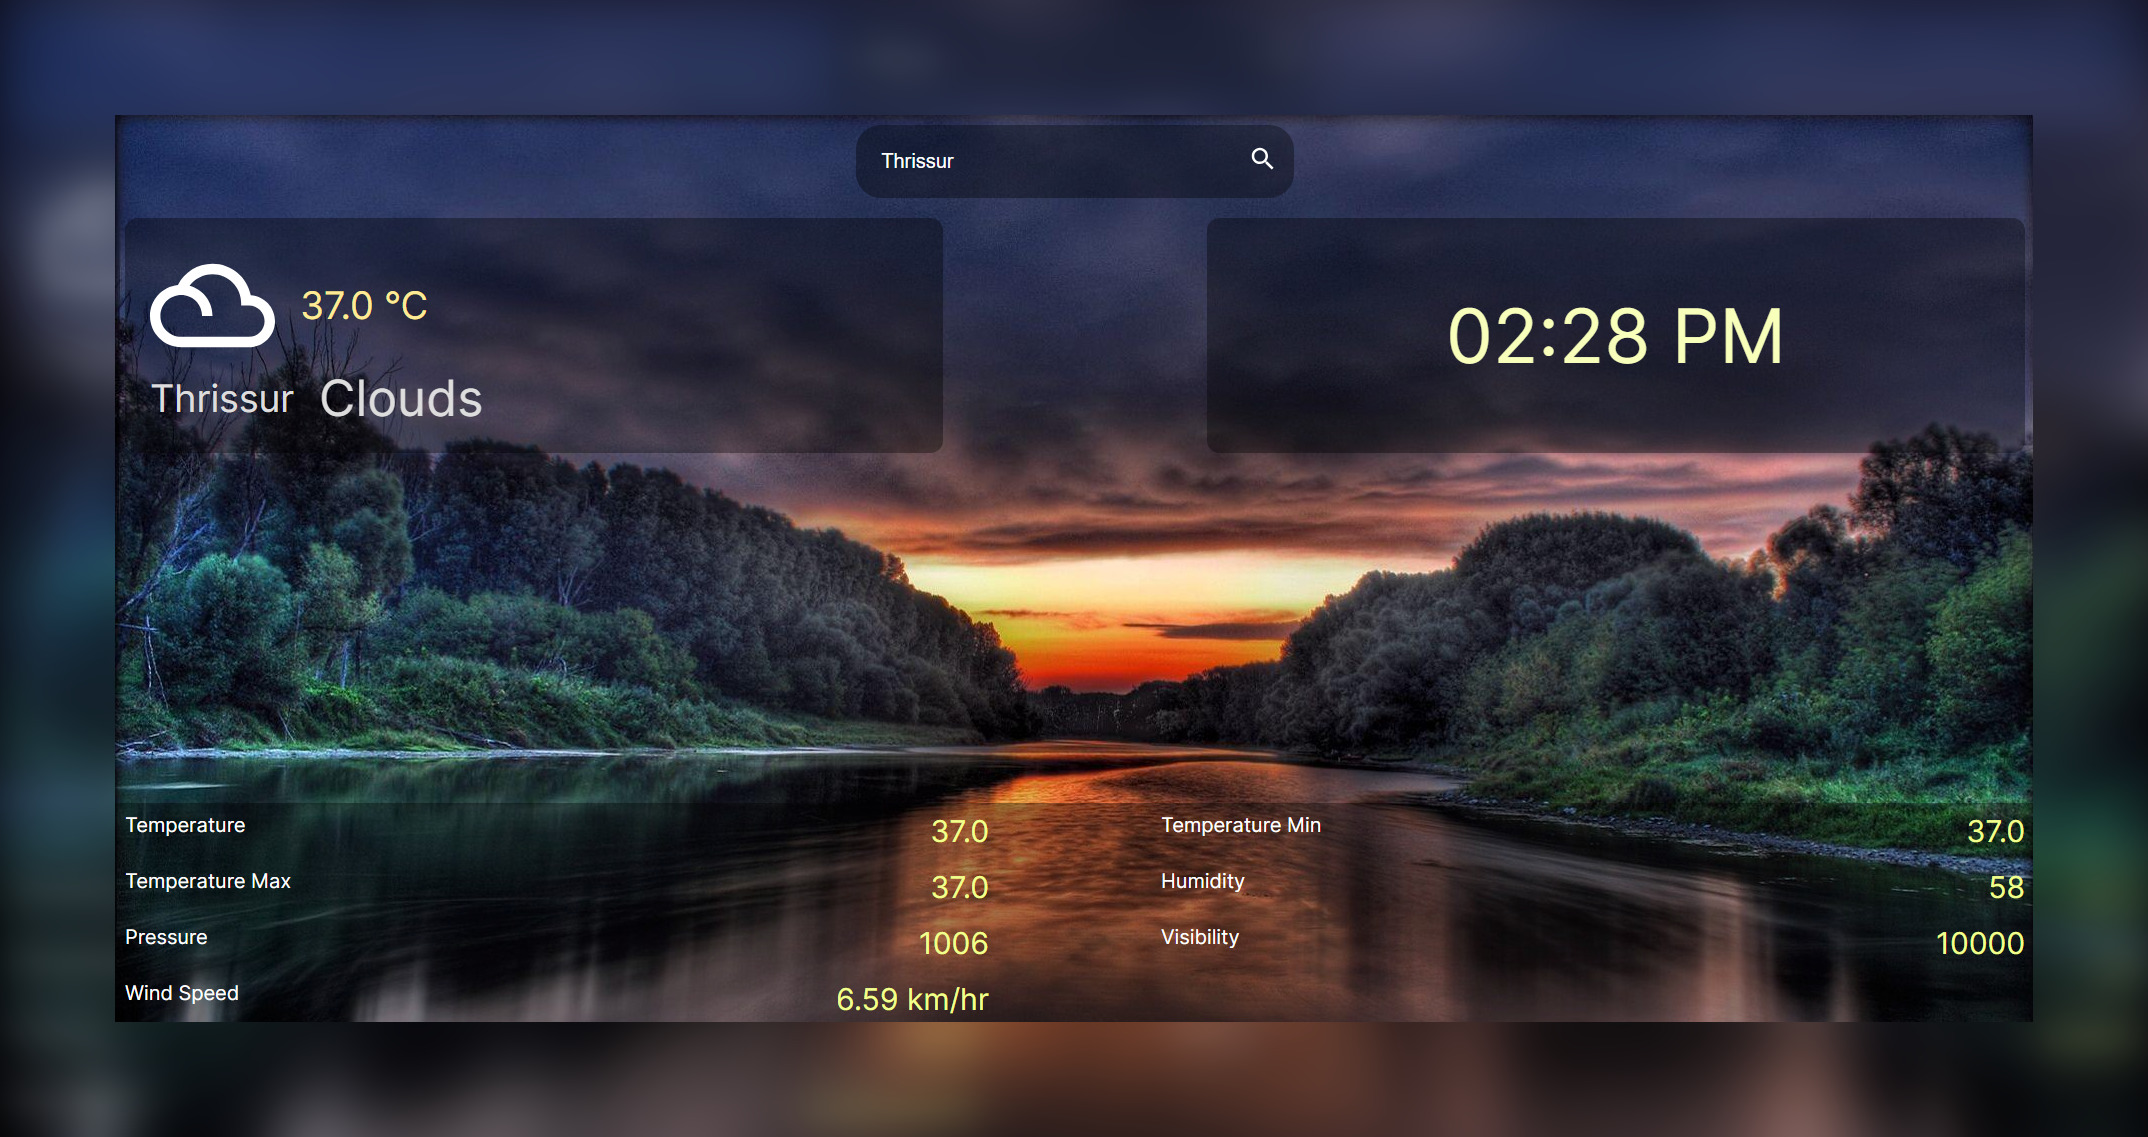 Thrissur
37.0 °C
Thrissur Clouds
02:28 PM
Temperature 37.0
Temperature Min 37.0
Temperature Max 37.0
Humidity 58
Pressure 1006
Visibility 10000
Wind Speed 6.59 km/hr